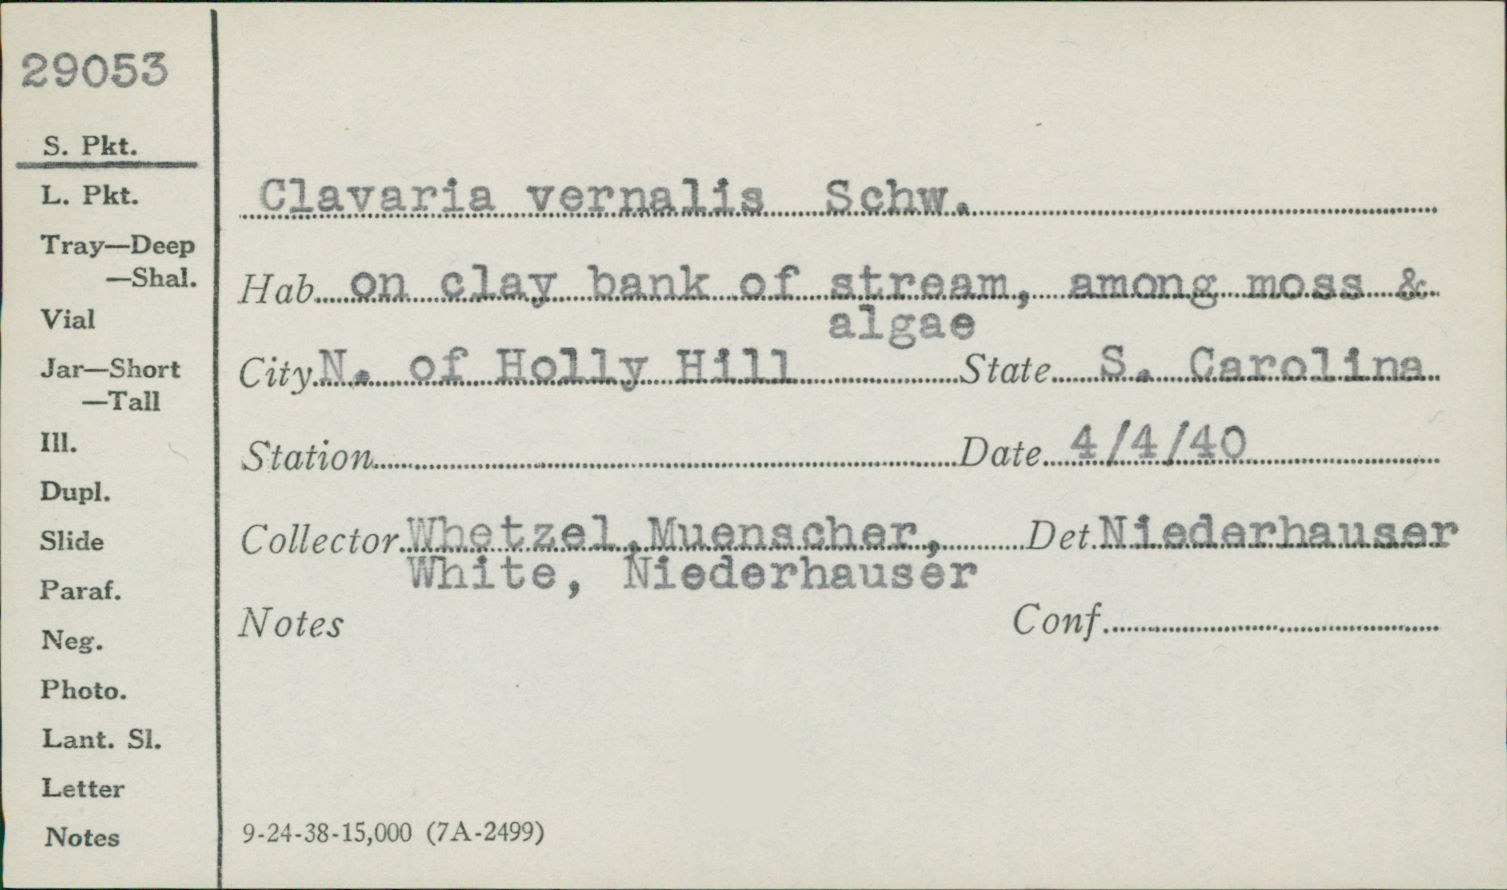 29053
S. Pkt.
L. Pkt.
Tray—Deep
—Shal.
Vial
Jar—Short
—Tall
Ill.
Dupl.
Slide
Paraf.
Neg.
Photo.
Lant. Sl.
Letter
Notes
Clavaria vernalis Schw.
Hab. on clay bank of stream, among moss &
algae
City N. of Holly Hill State S. Carolina
Station Date 4/4/40
Collector Whetzel, Muenscher, Det. Niederhauser
White, Niederhauser
Notes Conf.
9-24-38-15,000 (7A-2499)